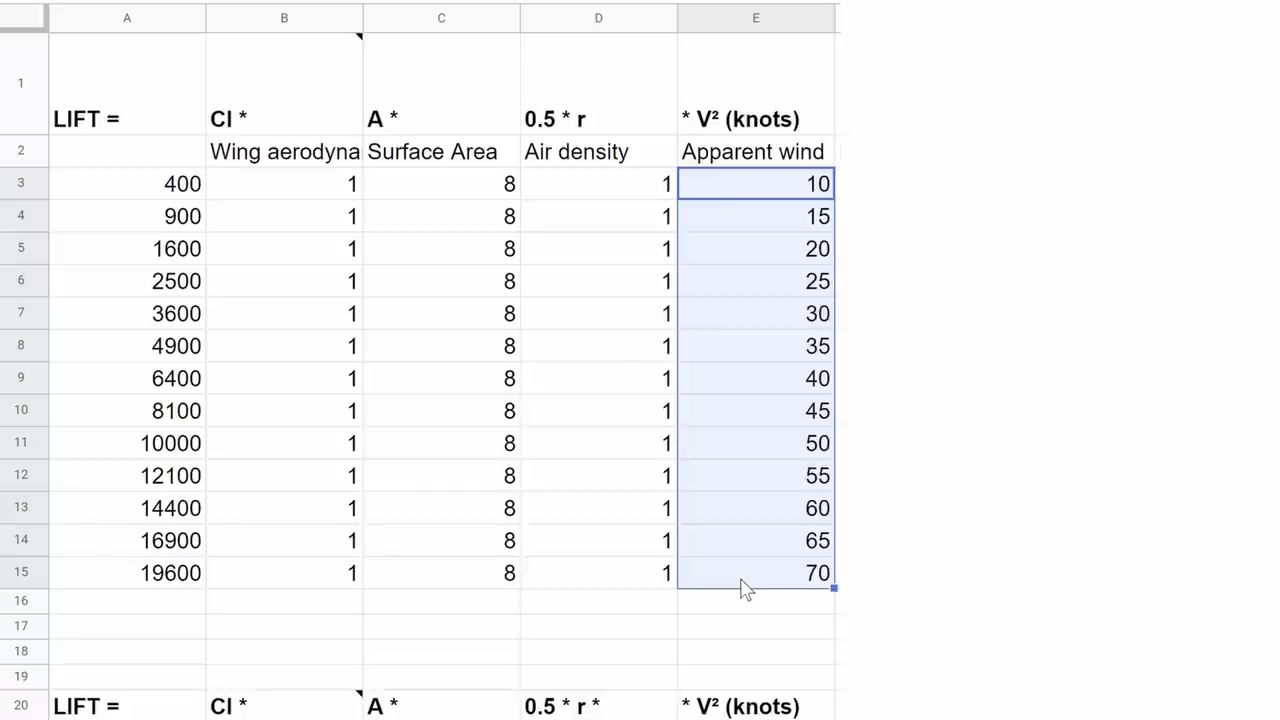 A B C D E
1 LIFT = Cl * A * 0.5 * r * V² (knots)
2 Wing aerodyna Surface Area Air density Apparent wind
3 400 1 8 1 10
4 900 1 8 1 15
5 1600 1 8 1 20
6 2500 1 8 1 25
7 3600 1 8 1 30
8 4900 1 8 1 35
9 6400 1 8 1 40
10 8100 1 8 1 45
11 10000 1 8 1 50
12 12100 1 8 1 55
13 14400 1 8 1 60
14 16900 1 8 1 65
15 19600 1 8 1 70
16
17
18
19
20 LIFT = Cl * A * 0.5 * r * * V² (knots)